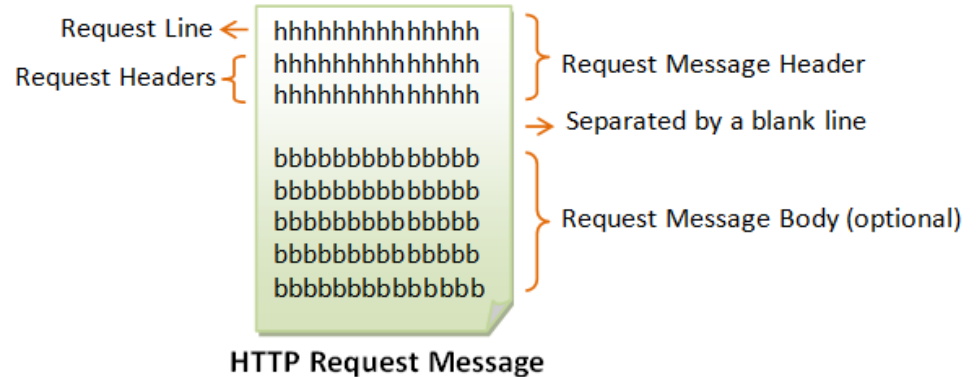 Request Line
Request Headers
hhhhhhhhhhhhhh
hhhhhhhhhhhhhh
hhhhhhhhhhhhhh
Request Message Header
Separated by a blank line
bbbbbbbbbbbbbb
bbbbbbbbbbbbbb
bbbbbbbbbbbbbb
bbbbbbbbbbbbbb
bbbbbbbbbbbbbb
Request Message Body (optional)
HTTP Request Message